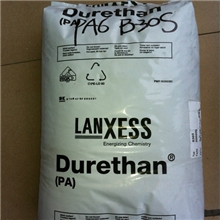 Durethan®
(PA)
PA6 B30S
LANXESS
Energizing Chemistry
Durethan®
(PA)